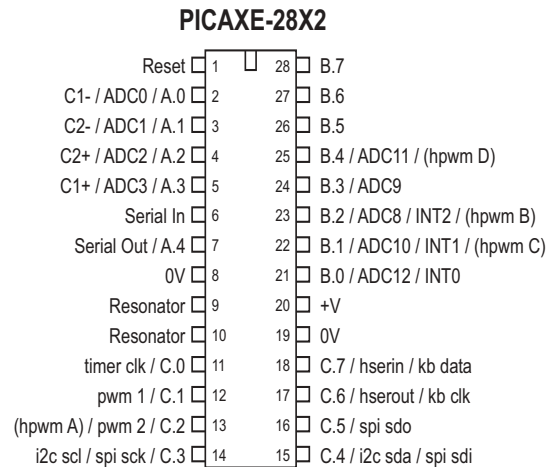 PICAXE-28X2
Reset 1 28 B.7
C1- / ADC0 / A.0 2 27 B.6
C2- / ADC1 / A.1 3 26 B.5
C2+ / ADC2 / A.2 4 25 B.4 / ADC11 / (hpwm D)
C1+ / ADC3 / A.3 5 24 B.3 / ADC9
Serial In 6 23 B.2 / ADC8 / INT2 / (hpwm B)
Serial Out / A.4 7 22 B.1 / ADC10 / INT1 / (hpwm C)
0V 8 21 B.0 / ADC12 / INT0
Resonator 9 20 +V
Resonator 10 19 0V
timer clk / C.0 11 18 C.7 / hserin / kb data
pwm 1 / C.1 12 17 C.6 / hserout / kb clk
(hpwm A) / pwm 2 / C.2 13 16 C.5 / spi sdo
i2c scl / spi sck / C.3 14 15 C.4 / i2c sda / spi sdi